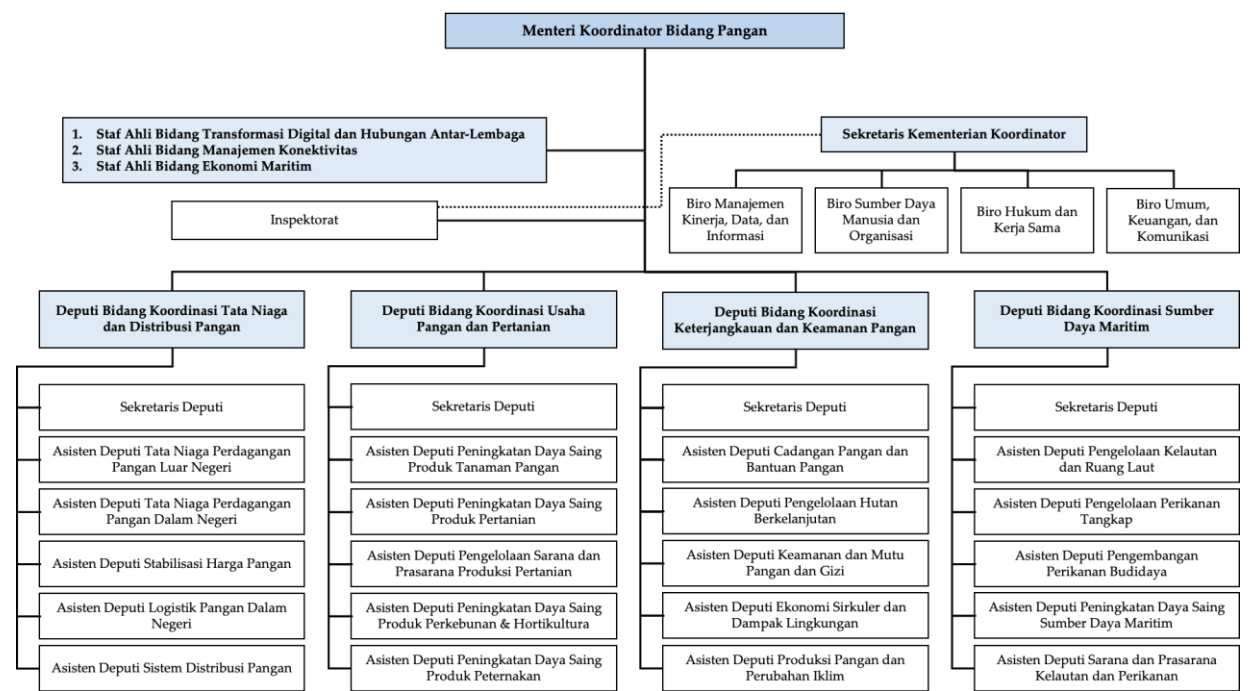 Menteri Koordinator Bidang Pangan
1. Staf Ahli Bidang Transformasi Digital dan Hubungan Antar-Lembaga
2. Staf Ahli Bidang Manajemen Konektivitas
3. Staf Ahli Bidang Ekonomi Maritim
Sekretaris Kementerian Koordinator
Inspektorat
Biro Manajemen
Kinerja, Data, dan
Informasi
Biro Sumber Daya
Manusia dan
Organisasi
Biro Hukum dan
Kerja Sama
Biro Umum,
Keuangan, dan
Komunikasi
Deputi Bidang Koordinasi Tata Niaga
dan Distribusi Pangan
Sekretaris Deputi
Asisten Deputi Tata Niaga Perdagangan
Pangan Luar Negeri
Asisten Deputi Tata Niaga Perdagangan
Pangan Dalam Negeri
Asisten Deputi Stabilisasi Harga Pangan
Asisten Deputi Logistik Pangan Dalam
Negeri
Asisten Deputi Sistem Distribusi Pangan
Deputi Bidang Koordinasi Usaha
Pangan dan Pertanian
Sekretaris Deputi
Asisten Deputi Peningkatan Daya Saing
Produk Tanaman Pangan
Asisten Deputi Peningkatan Daya Saing
Produk Pertanian
Asisten Deputi Pengelolaan Sarana dan
Prasarana Produksi Pertanian
Asisten Deputi Peningkatan Daya Saing
Produk Perkebunan & Hortikultura
Asisten Deputi Peningkatan Daya Saing
Produk Peternakan
Deputi Bidang Koordinasi
Keterjangkauan dan Keamanan Pangan
Sekretaris Deputi
Asisten Deputi Cadangan Pangan dan
Bantuan Pangan
Asisten Deputi Pengelolaan Hutan
Berkelanjutan
Asisten Deputi Keamanan dan Mutu
Pangan dan Gizi
Asisten Deputi Ekonomi Sirkuler dan
Dampak Lingkungan
Asisten Deputi Produksi Pangan dan
Perubahan Iklim
Deputi Bidang Koordinasi Sumber
Daya Maritim
Sekretaris Deputi
Asisten Deputi Pengelolaan Kelautan
dan Ruang Laut
Asisten Deputi Pengelolaan Perikanan
Tangkap
Asisten Deputi Pengembangan
Perikanan Budidaya
Asisten Deputi Peningkatan Daya Saing
Sumber Daya Maritim
Asisten Deputi Sarana dan Prasarana
Kelautan dan Perikanan